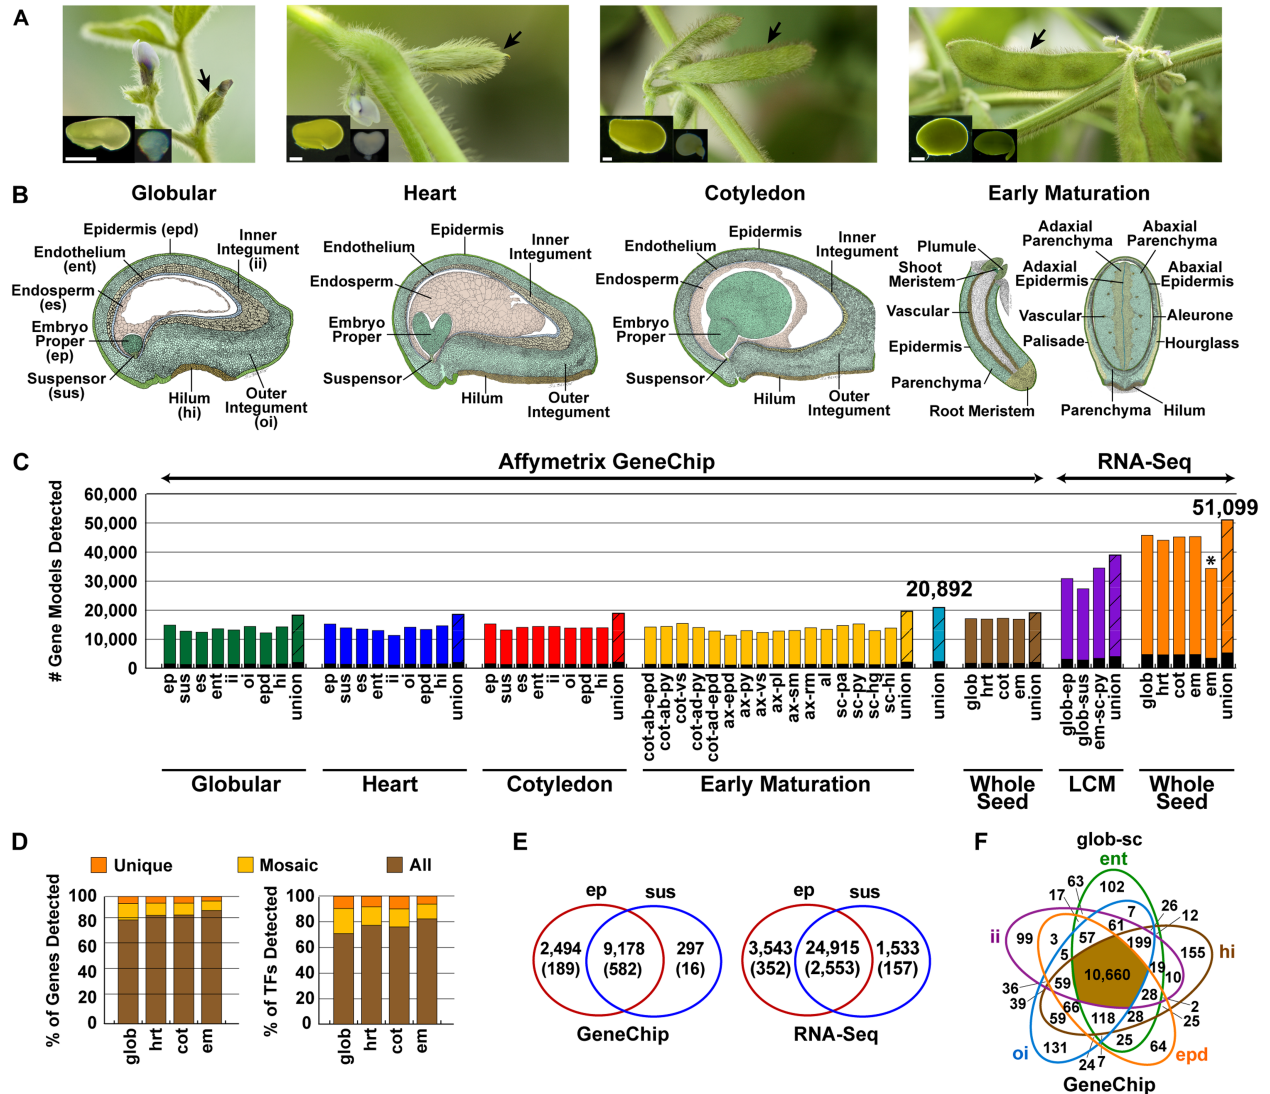 A
B
Globular
Heart
Cotyledon
Early Maturation
Epidermis (epd)
Endothelium
(ent)
Inner
Integument
(ii)
Endosperm
(es)
Embryo
Proper
(ep)
Suspensor
(sus)
Hilum
(hi)
Outer
Integument
(oi)
Epidermis
Endothelium
Inner
Integument
Endosperm
Embryo
Proper
Suspensor
Hilum
Outer
Integument
Epidermis
Endothelium
Inner
Integument
Endosperm
Embryo
Proper
Suspensor
Hilum
Outer
Integument
Plumule
Shoot
Meristem
Vascular
Epidermis
Parenchyma
Root Meristem
Adaxial
Parenchyma
Abaxial
Parenchyma
Adaxial
Epidermis
Abaxial
Epidermis
Vascular
Aleurone
Palisade
Hourglass
Parenchyma
Hilum
C
Affymetrix GeneChip
RNA-Seq
# Gene Models Detected
60,000
50,000
40,000
30,000
20,000
10,000
0
20,892
51,099
*
ep
sus
es
ent
ii
oi
epd
hi
union
ep
sus
es
ent
ii
oi
epd
hi
union
ep
sus
es
ent
ii
oi
epd
hi
union
cot-ab-epd
cot-ab-py
cot-vs
cot-ad-py
cot-ad-epd
ax-epd
ax-py
ax-vs
ax-pl
ax-sm
ax-rm
al
sc-pa
sc-py
sc-hg
sc-hi
union
union
glob
hrt
cot
em
union
glob-ep
glob-sus
em-sc-py
union
glob
hrt
cot
em
em
union
Globular
Heart
Cotyledon
Early Maturation
Whole
Seed
LCM
Whole
Seed
D
Unique
Mosaic
All
% of Genes Detected
100
80
60
40
20
0
glob
hrt
cot
em
% of TFs Detected
100
80
60
40
20
0
glob
hrt
cot
em
E
ep
sus
2,494
(189)
9,178
(582)
297
(16)
GeneChip
ep
sus
3,543
(352)
24,915
(2,553)
1,533
(157)
RNA-Seq
F
glob-sc
ent
63
102
17
7
26
12
ii
99
3
57
61
199
155
hi
5
19
10
10,660
36
59
28
39
66
2
59
118
28
25
oi
131
25
64
epd
24
7
GeneChip